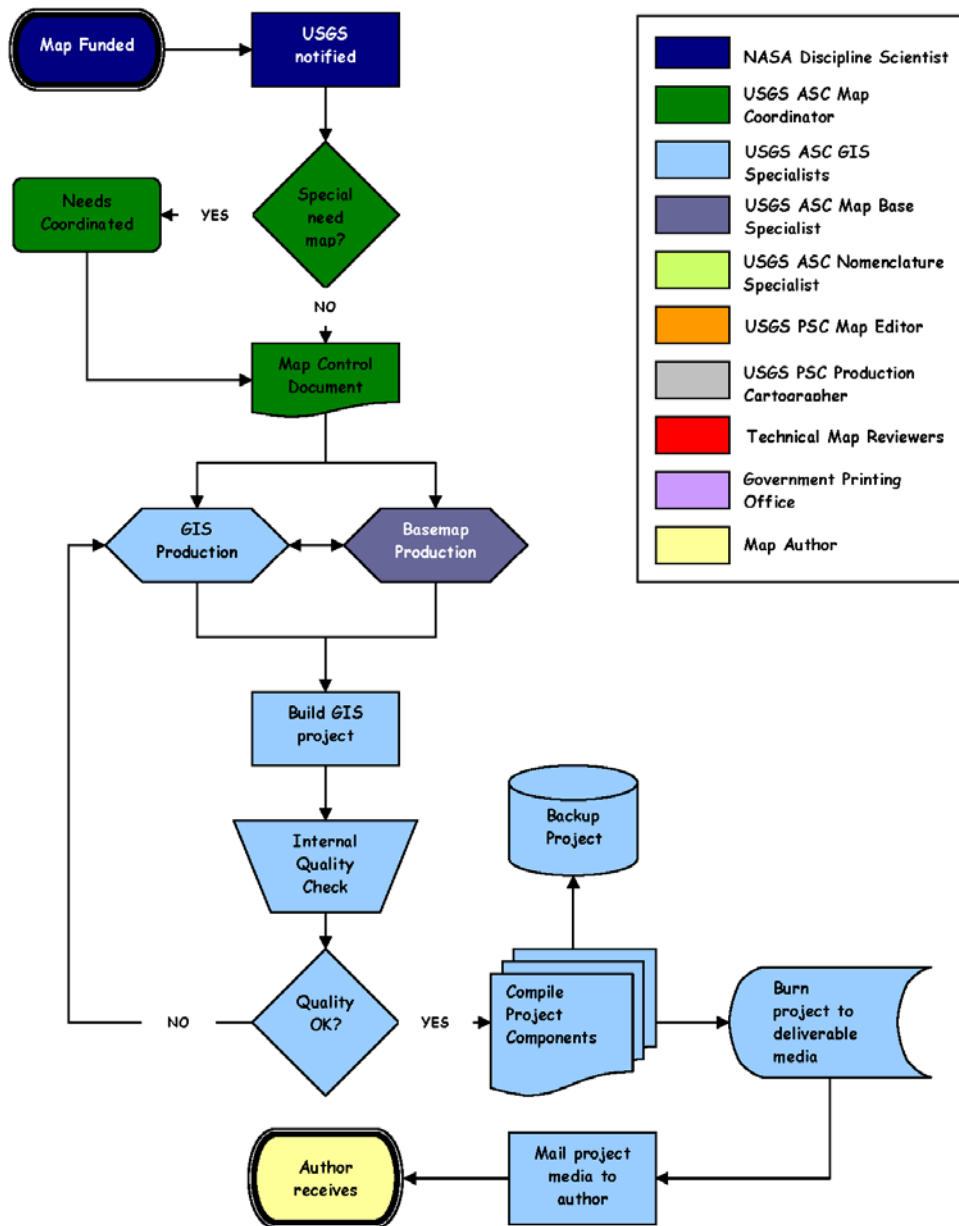 Map Funded
USGS
notified
Special
need
map?
YES
Needs
Coordinated
NO
Map Control
Document
GIS
Production
Basemap
Production
Build GIS
project
Internal
Quality
Check
Quality
OK?
NO
YES
Compile
Project
Components
Backup
Project
Burn
project to
deliverable
media
Mail project
media to
author
Author
receives
NASA Discipline Scientist
USGS ASC Map
Coordinator
USGS ASC GIS
Specialists
USGS ASC Map Base
Specialist
USGS ASC Nomenclature
Specialist
USGS PSC Map Editor
USGS PSC Production
Cartographer
Technical Map Reviewers
Government Printing
Office
Map Author